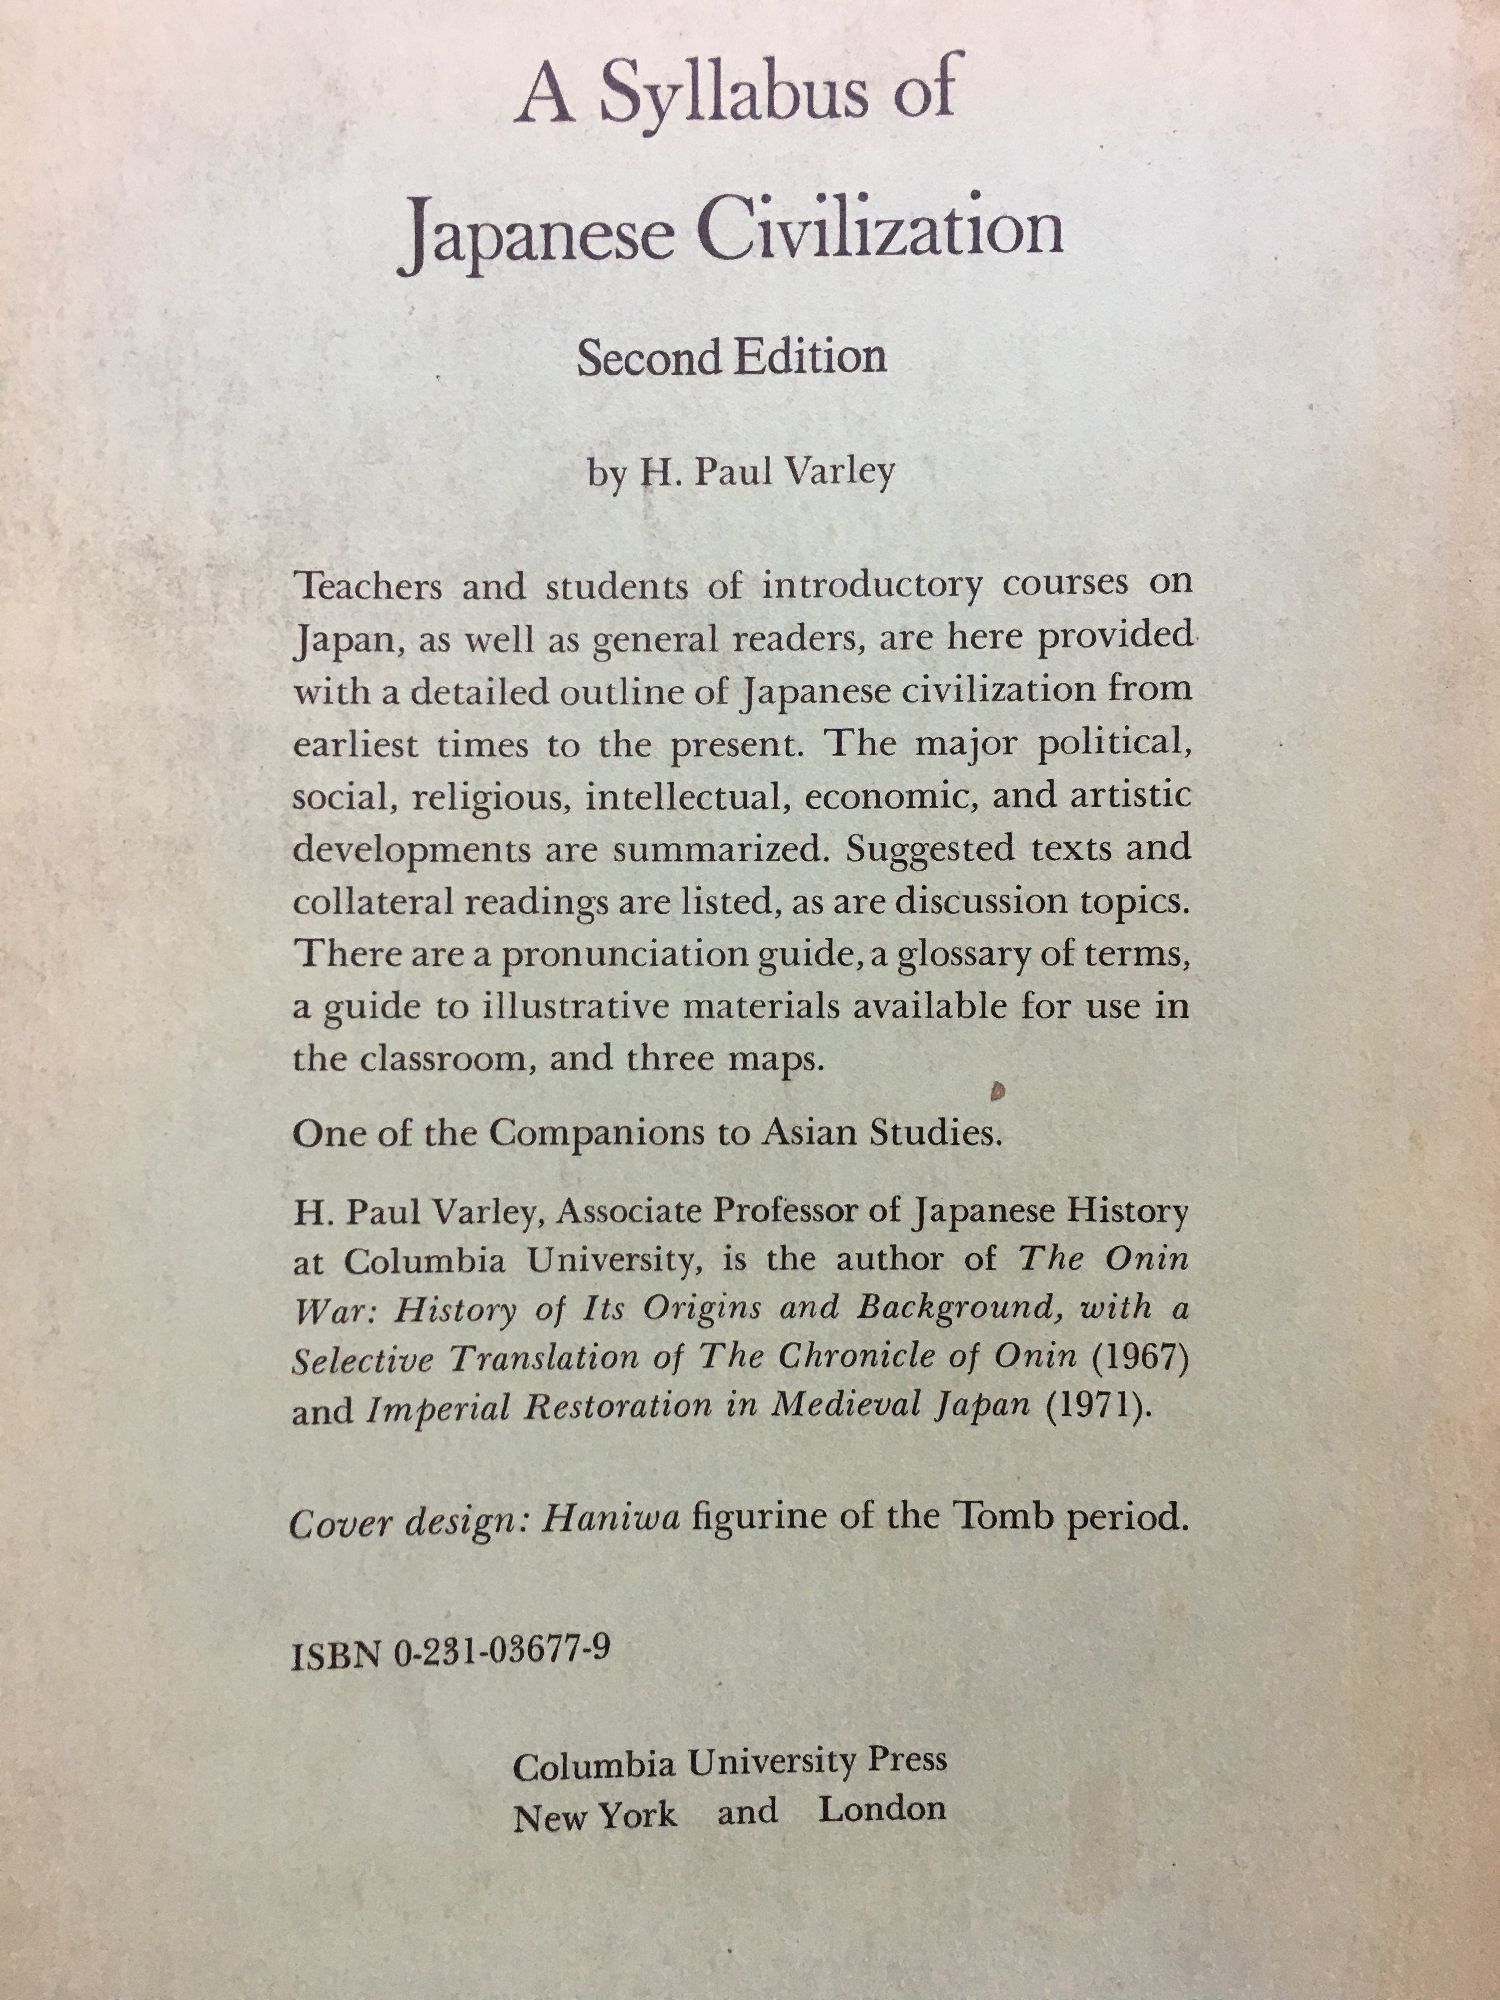 A Syllabus of
Japanese Civilization
Second Edition
by H. Paul Varley
Teachers and students of introductory courses on
Japan, as well as general readers, are here provided
with a detailed outline of Japanese civilization from
earliest times to the present. The major political,
social, religious, intellectual, economic, and artistic
developments are summarized. Suggested texts and
collateral readings are listed, as are discussion topics.
There are a pronunciation guide, a glossary of terms,
a guide to illustrative materials available for use in
the classroom, and three maps.
One of the Companions to Asian Studies.
H. Paul Varley, Associate Professor of Japanese History
at Columbia University, is the author of The Onin
War: History of Its Origins and Background, with a
Selective Translation of The Chronicle of Onin (1967)
and Imperial Restoration in Medieval Japan (1971).
Cover design: Haniwa figurine of the Tomb period.
ISBN 0-231-03677-9
Columbia University Press
New York and London